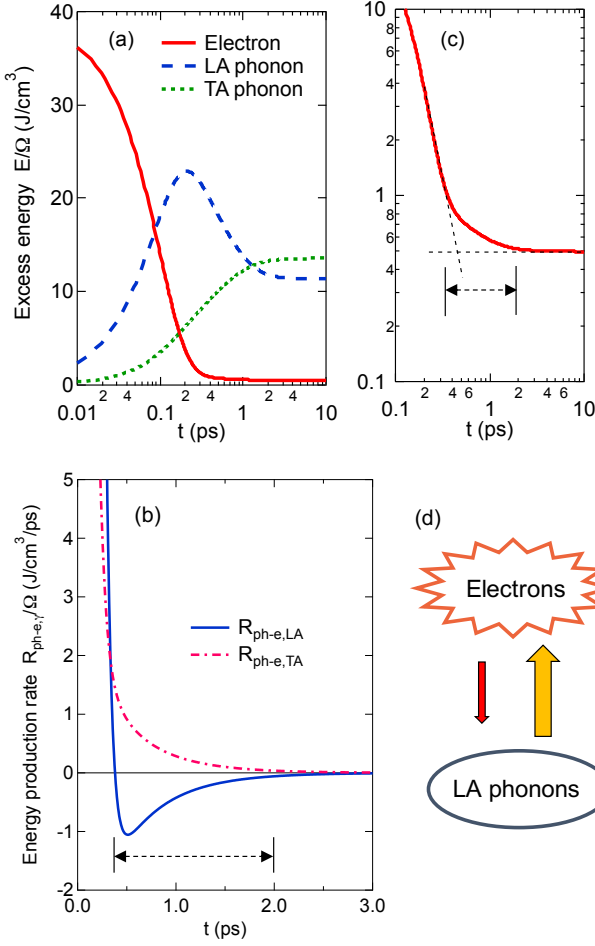 (a)
Electron
LA phonon
TA phonon
Excess energy E/Ω (J/cm³)
40
30
20
10
0
0.01 2 4 0.1 2 4 1 2 4 10
t (ps)
(c)
10
8
6
4
2
1
8
6
4
2
0.1
0.1 2 4 6 1 2 4 6 10
t (ps)
(b)
R_ph-e,LA
R_ph-e,TA
Energy production rate R_ph-e,γ/Ω (J/cm³/ps)
5
4
3
2
1
0
-1
-2
0.0 1.0 2.0 3.0
t (ps)
(d)
Electrons
LA phonons